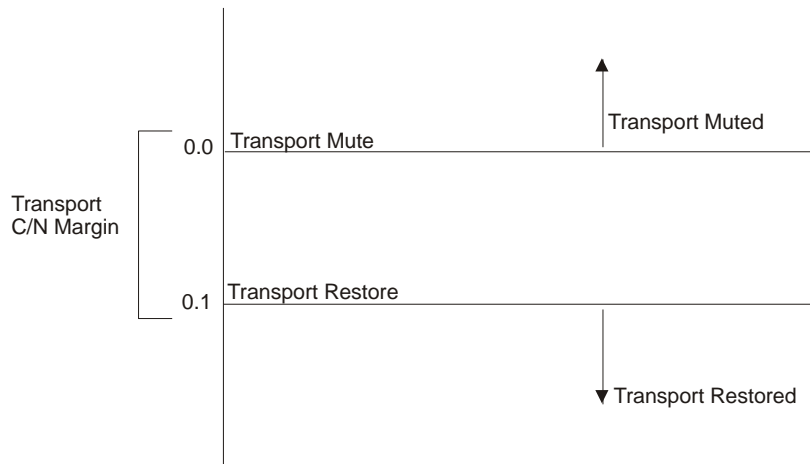 Transport Muted
0.0
Transport Mute
Transport
C/N Margin
0.1
Transport Restore
Transport Restored